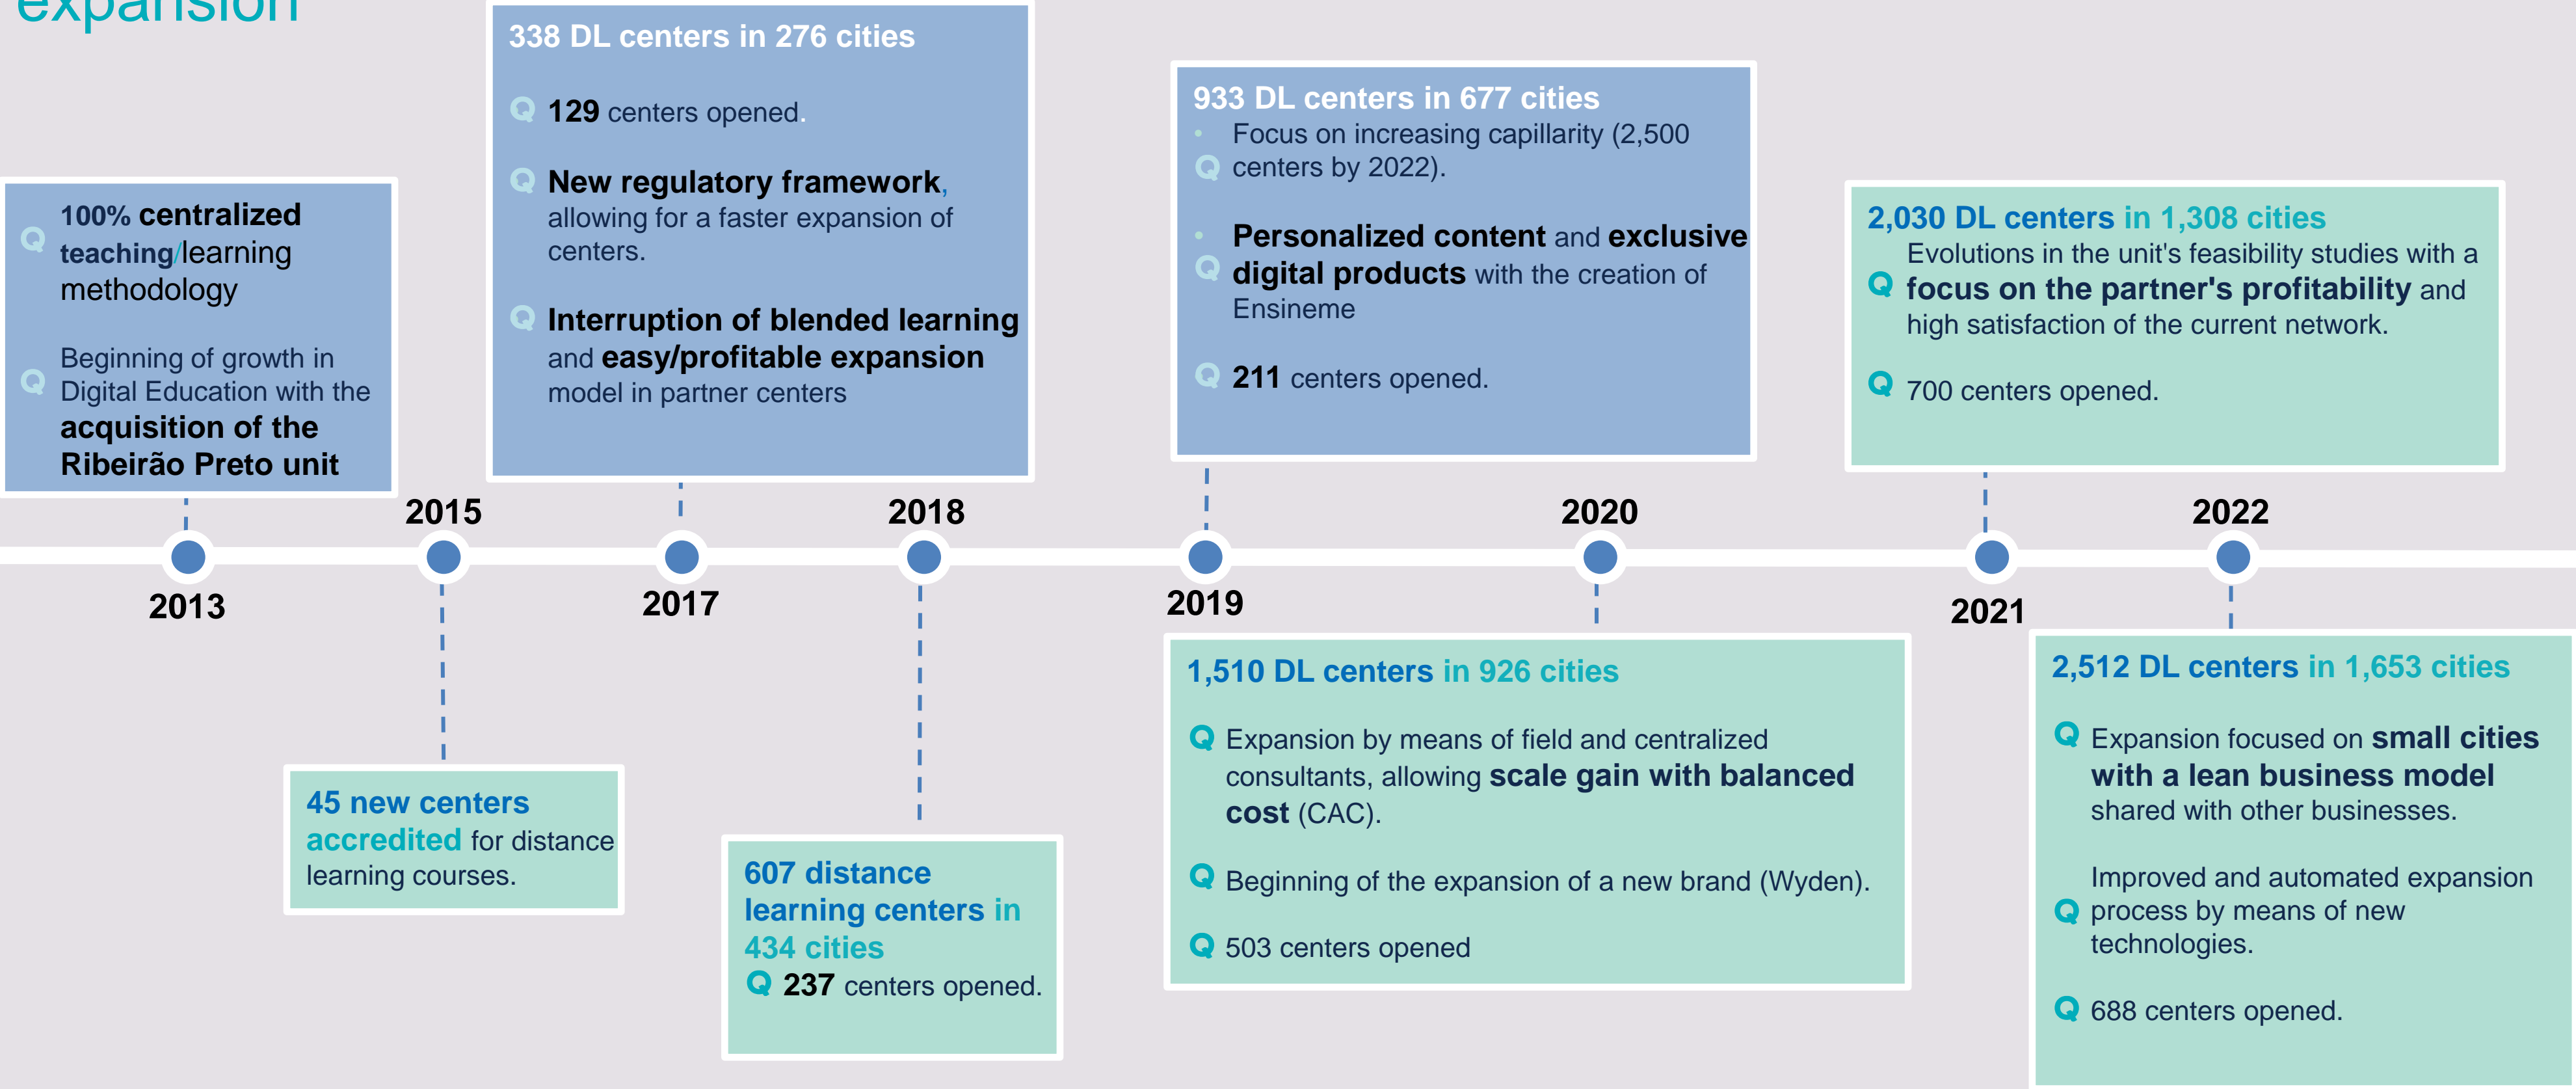 expansion
100% centralized
teaching/learning
methodology
Beginning of growth in
Digital Education with the
acquisition of the
Ribeirão Preto unit
2013
2015
45 new centers
accredited for distance
learning courses.
338 DL centers in 276 cities
129 centers opened.
New regulatory framework,
allowing for a faster expansion of
centers.
Interruption of blended learning
and easy/profitable expansion
model in partner centers
2017
2018
607 distance
learning centers in
434 cities
237 centers opened.
933 DL centers in 677 cities
• Focus on increasing capillarity (2,500
centers by 2022).
• Personalized content and exclusive
digital products with the creation of
Ensineme
211 centers opened.
2019
2020
1,510 DL centers in 926 cities
Expansion by means of field and centralized
consultants, allowing scale gain with balanced
cost (CAC).
Beginning of the expansion of a new brand (Wyden).
503 centers opened
2,030 DL centers in 1,308 cities
Evolutions in the unit's feasibility studies with a
focus on the partner's profitability and
high satisfaction of the current network.
700 centers opened.
2021
2022
2,512 DL centers in 1,653 cities
Expansion focused on small cities
with a lean business model
shared with other businesses.
Improved and automated expansion
process by means of new
technologies.
688 centers opened.